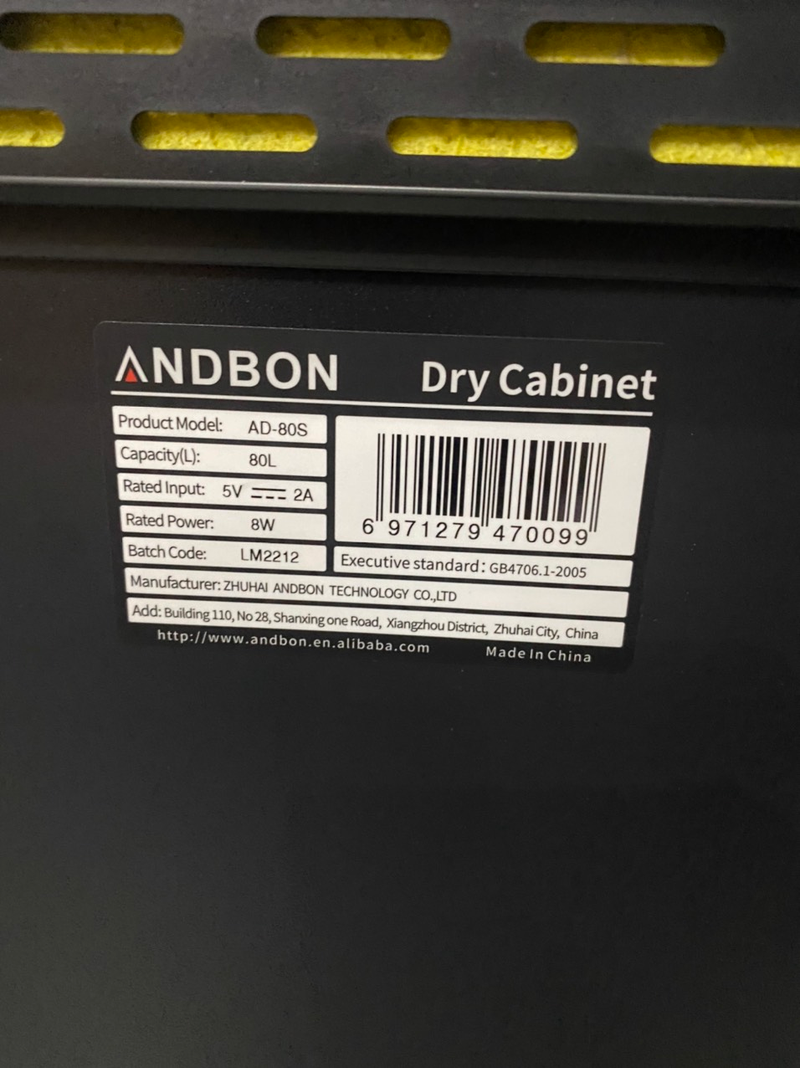 ANDBON Dry Cabinet
Product Model: AD-80S
Capacity(L): 80L
Rated Input: 5V ⎓ 2A
Rated Power: 8W
Batch Code: LM2212
6 971279 470099
Executive standard: GB4706.1-2005
Manufacturer: ZHUHAI ANDBON TECHNOLOGY CO.,LTD
Add: Building 110, No 28, Shanxing one Road, Xiangzhou District, Zhuhai City, China
http://www.andbon.en.alibaba.com Made In China